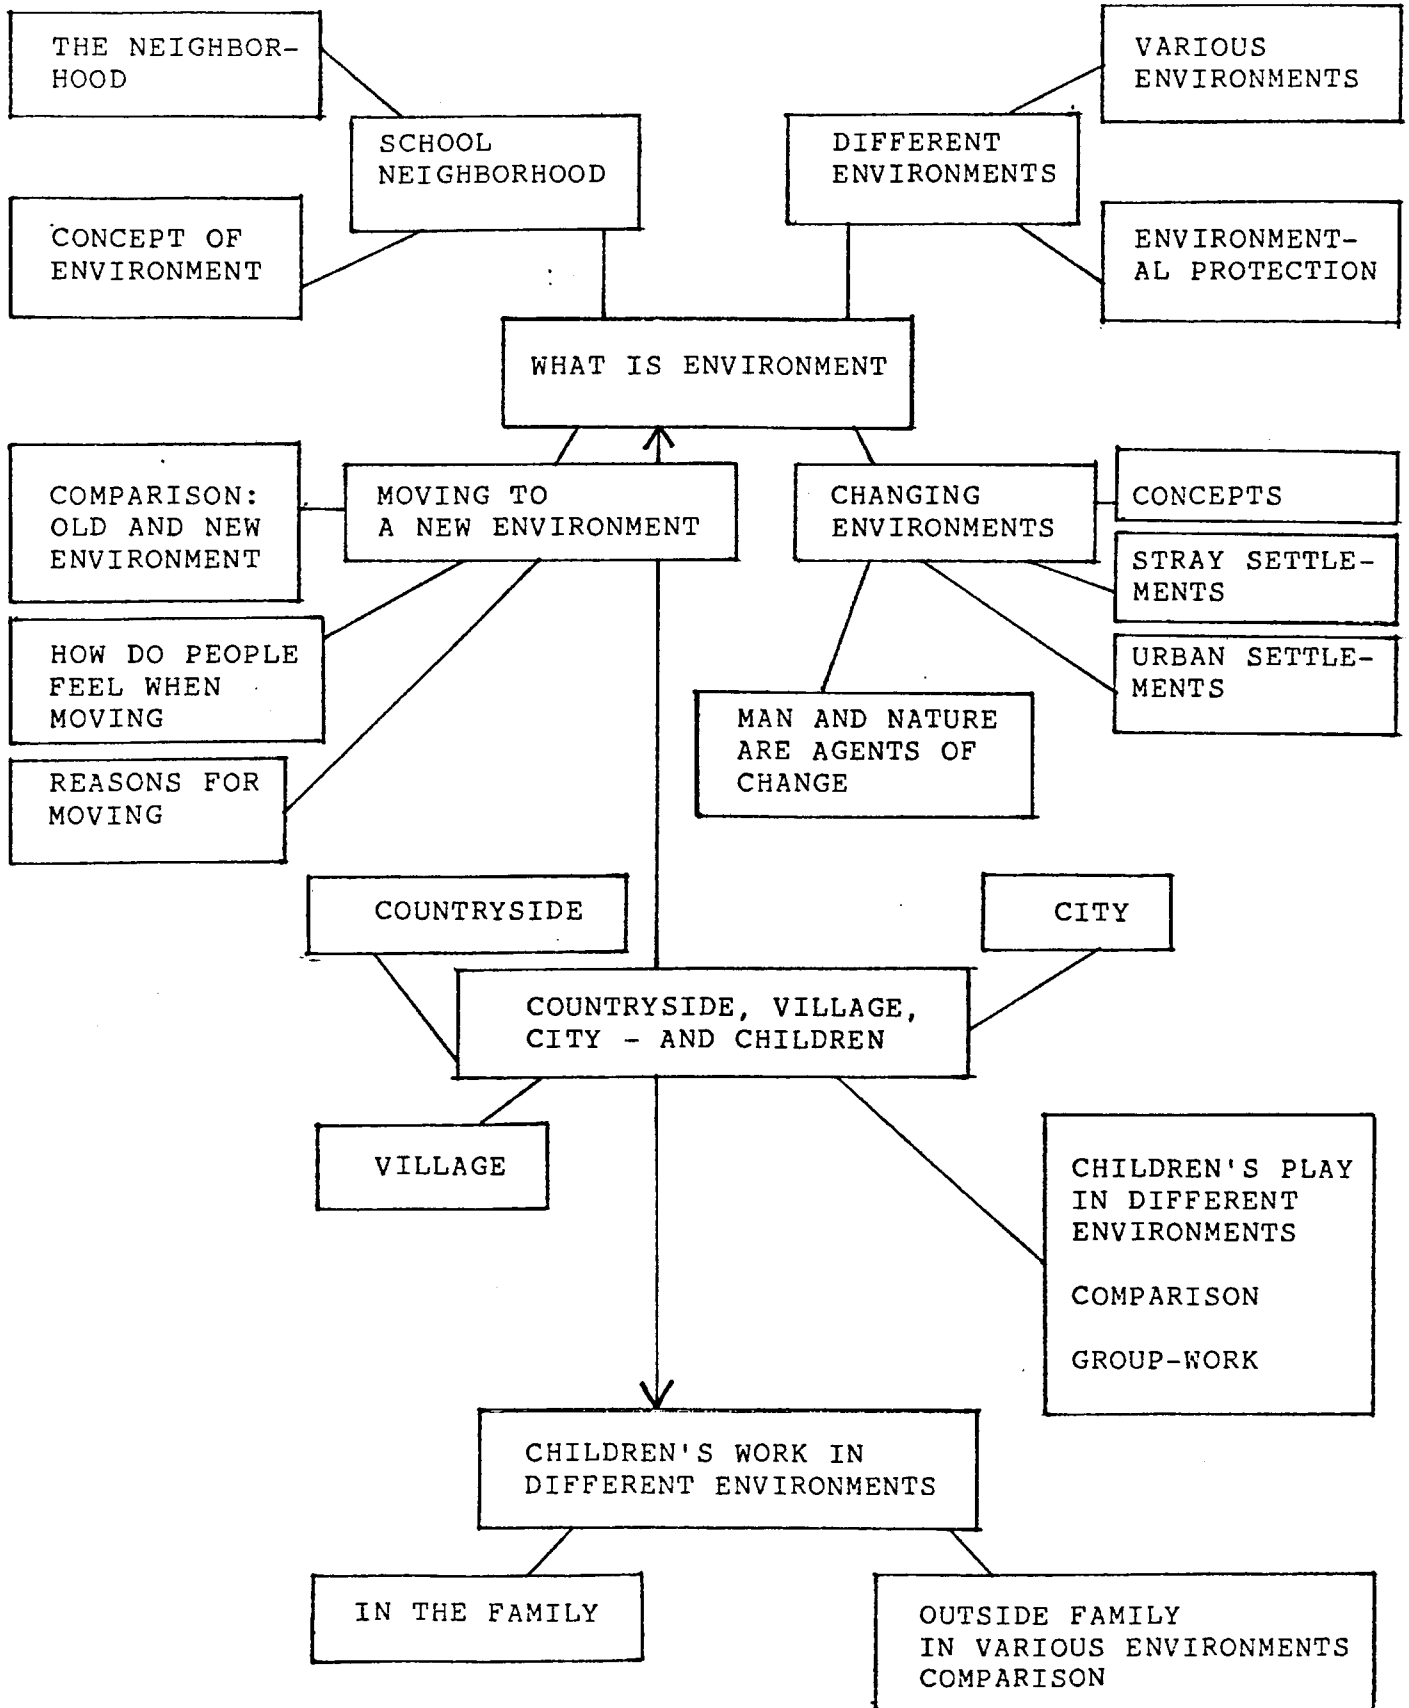 THE NEIGHBOR-
HOOD
VARIOUS
ENVIRONMENTS
SCHOOL
NEIGHBORHOOD
DIFFERENT
ENVIRONMENTS
CONCEPT OF
ENVIRONMENT
ENVIRONMENT-
AL PROTECTION
WHAT IS ENVIRONMENT
COMPARISON:
OLD AND NEW
ENVIRONMENT
MOVING TO
A NEW ENVIRONMENT
CHANGING
ENVIRONMENTS
CONCEPTS
STRAY SETTLE-
MENTS
HOW DO PEOPLE
FEEL WHEN
MOVING
URBAN SETTLE-
MENTS
MAN AND NATURE
ARE AGENTS OF
CHANGE
REASONS FOR
MOVING
COUNTRYSIDE
CITY
COUNTRYSIDE, VILLAGE,
CITY - AND CHILDREN
VILLAGE
CHILDREN'S PLAY
IN DIFFERENT
ENVIRONMENTS
COMPARISON
GROUP-WORK
CHILDREN'S WORK IN
DIFFERENT ENVIRONMENTS
IN THE FAMILY
OUTSIDE FAMILY
IN VARIOUS ENVIRONMENTS
COMPARISON